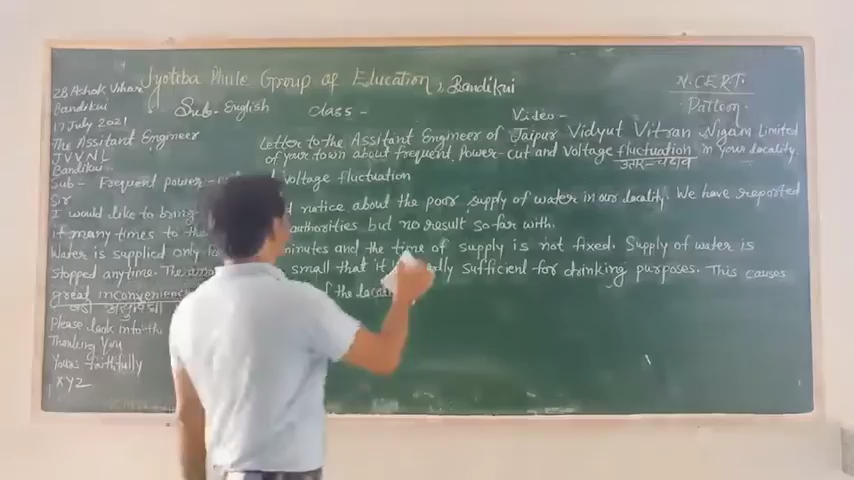 Jyotiba Phule Group of Education, Bandikui
N.C.E.R.T.
Pattern
Sub- English Class - Video-
28 Ashok Vihar
Bandikui
17 July 2021
The Assitant Engineer
J V V N L
Bandikui
Letter to the Assitant Engineer of Jaipur Vidyut Vitran Nigam Limited
of your town about frequent Power-cut and Voltage fluctuation in your locality.
उतार-चढाव
Sub- Frequent power- voltage fluctuation
Sir
I would like to bring notice about the poor supply of water in our locality. We have reported
it many times to the authorities but no result so far with.
Water is supplied only minutes and the time of supply is not fixed. Supply of water is
stopped anytime. The small that it sufficient for drinking purposes. This causes
great inconvenience of the
Please look into th
Thanking You
Yours faithfully
XYZ